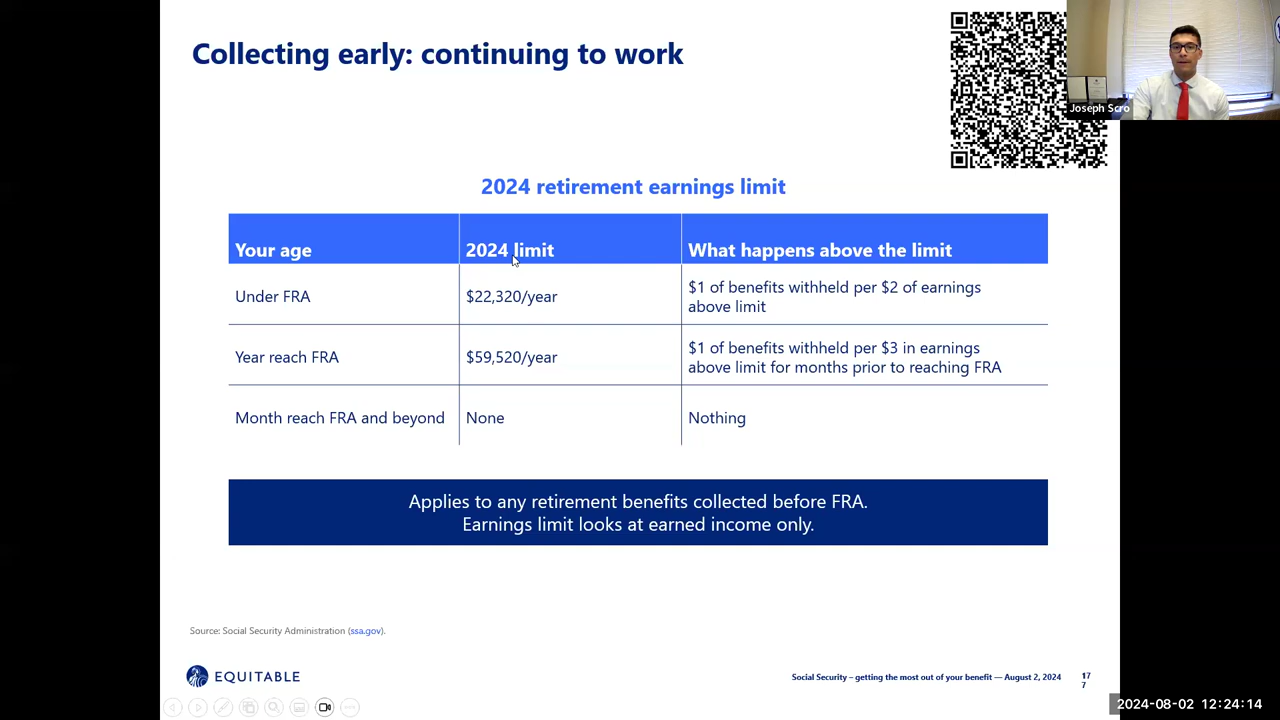 Collecting early: continuing to work
Joseph Scro
2024 retirement earnings limit
Your age
2024 limit
What happens above the limit
Under FRA
$22,320/year
$1 of benefits withheld per $2 of earnings
above limit
Year reach FRA
$59,520/year
$1 of benefits withheld per $3 in earnings
above limit for months prior to reaching FRA
Month reach FRA and beyond
None
Nothing
Applies to any retirement benefits collected before FRA.
Earnings limit looks at earned income only.
Source: Social Security Administration (ssa.gov).
EQUITABLE
Social Security – getting the most out of your benefit — August 2, 2024
17
7
2024-08-02 12:24:14